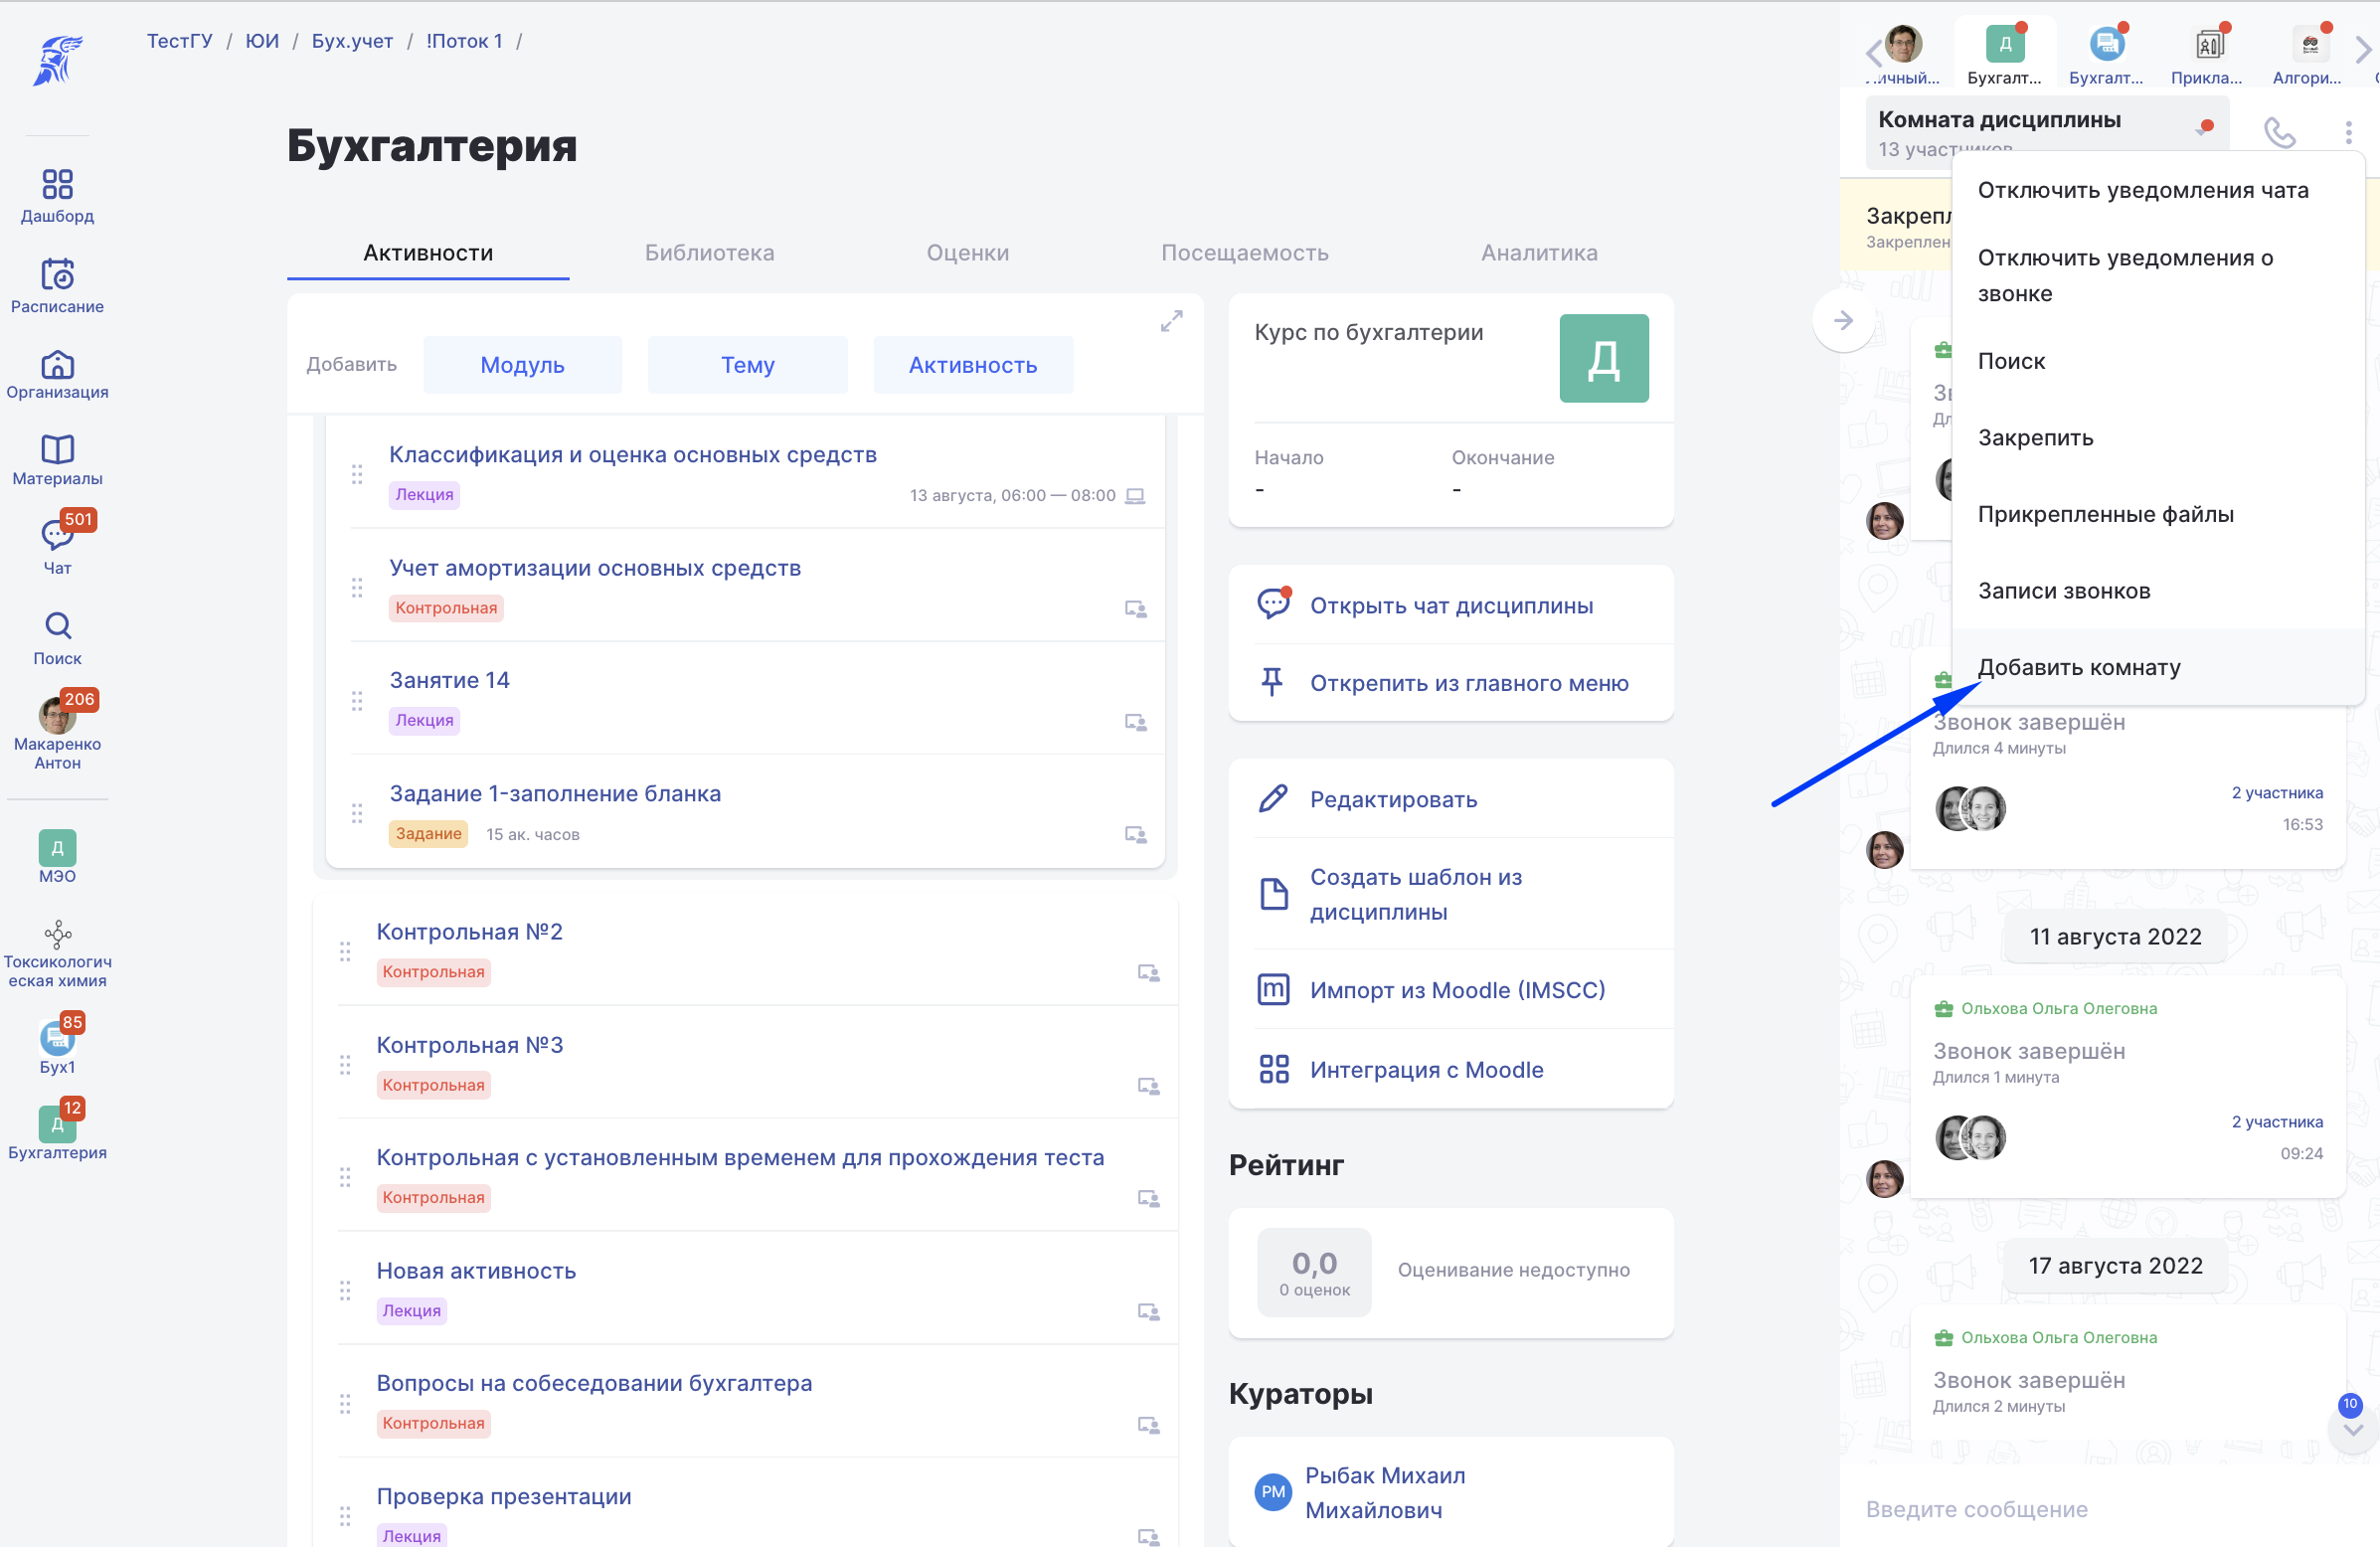 ТестГУ / ЮИ / Бух.учет / !Поток 1 /
Дашборд
Расписание
Организация
Материалы
501
Чат
Поиск
206
Макаренко
Антон
Д
МЭО
Токсикологич
еская химия
85
Бух1
12
Д
Бухгалтерия
Бухгалтерия
Активности
Библиотека
Оценки
Посещаемость
Аналитика
Добавить
Модуль
Тему
Активность
Классификация и оценка основных средств
Лекция
13 августа, 06:00 — 08:00
Учет амортизации основных средств
Контрольная
Занятие 14
Лекция
Задание 1-заполнение бланка
Задание
15 ак. часов
Контрольная №2
Контрольная
Контрольная №3
Контрольная
Контрольная с установленным временем для прохождения теста
Контрольная
Новая активность
Лекция
Вопросы на собеседовании бухгалтера
Контрольная
Проверка презентации
Лекция
Курс по бухгалтерии
Д
Начало
-
Окончание
-
Открыть чат дисциплины
Открепить из главного меню
Редактировать
Создать шаблон из
дисциплины
m
Импорт из Moodle (IMSCC)
Интеграция с Moodle
Рейтинг
0,0
0 оценок
Оценивание недоступно
Кураторы
РМ
Рыбак Михаил
Михайлович
Д
Бухгалт...
Бухгалт...
Прикла...
Алгори...
Комната дисциплины
13 участников
Отключить уведомления чата
Отключить уведомления о
звонке
Поиск
Закрепить
Прикрепленные файлы
Записи звонков
Добавить комнату
Звонок завершён
Длился 4 минуты
2 участника
16:53
11 августа 2022
Ольхова Ольга Олеговна
Звонок завершён
Длился 1 минута
2 участника
09:24
17 августа 2022
Ольхова Ольга Олеговна
Звонок завершён
Длился 2 минуты
10
Введите сообщение